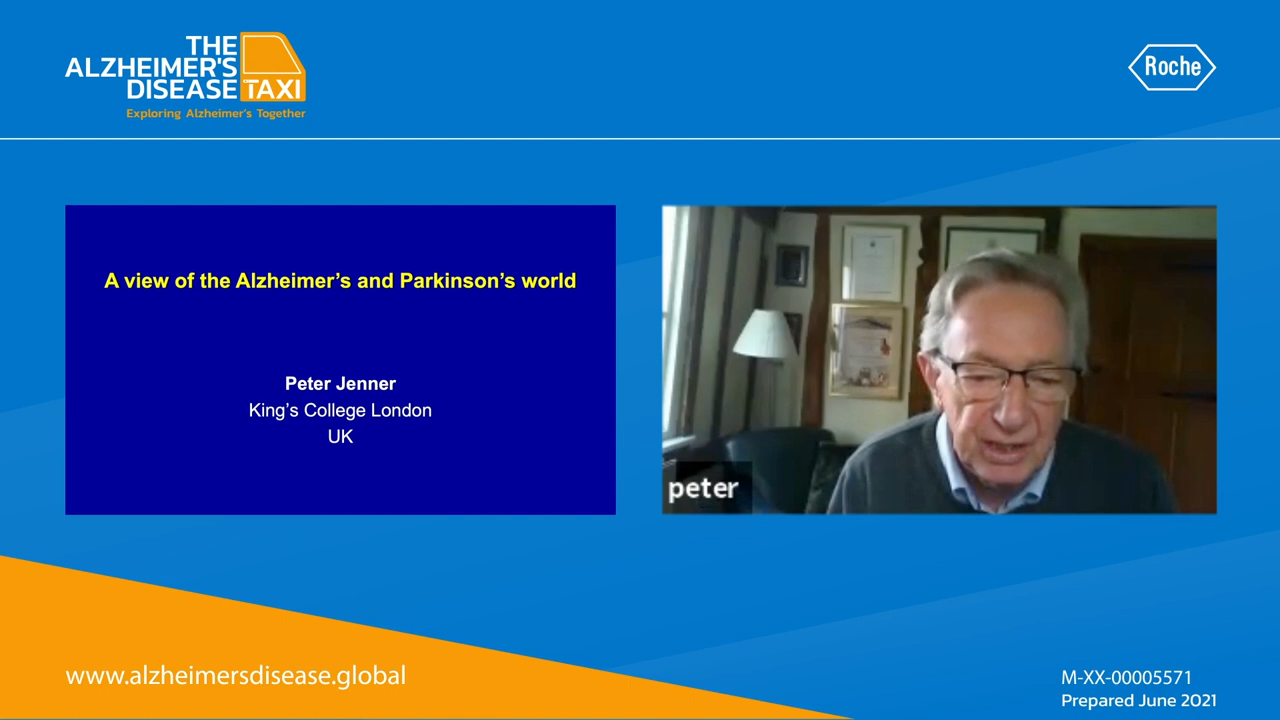 THE
ALZHEIMER'S
DISEASE TAXI
Exploring Alzheimer's Together
Roche
A view of the Alzheimer's and Parkinson's world
Peter Jenner
King's College London
UK
peter
www.alzheimersdisease.global
M-XX-00005571
Prepared June 2021